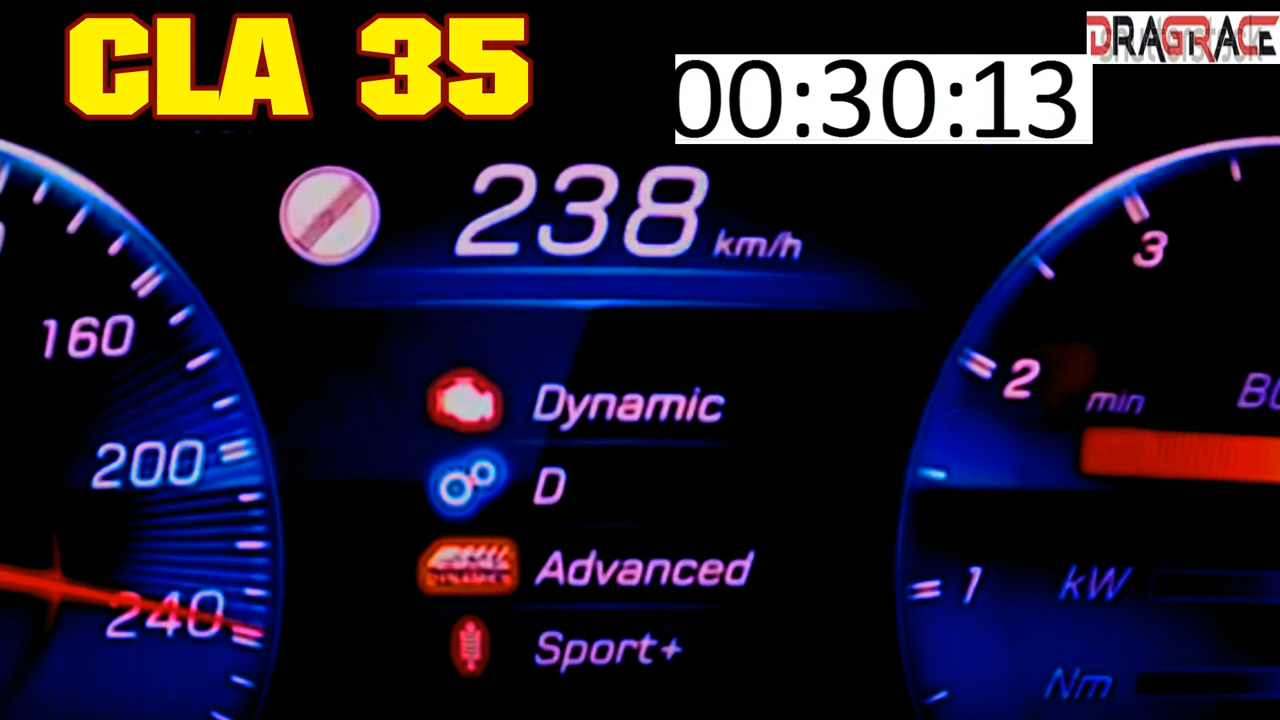 CLA 35
DRAGRACE
00:30:13
238 km/h
160
200
240
Dynamic
D
Advanced
Sport+
3
2
min
1
kW
Nm